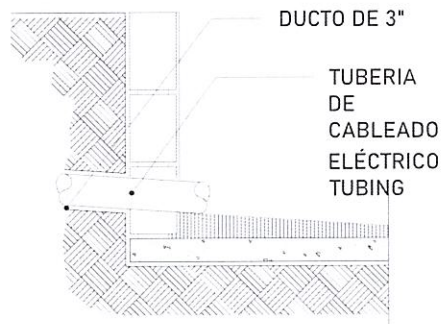 DUCTO DE 3"
TUBERIA
DE
CABLEADO
ELÉCTRICO
TUBING